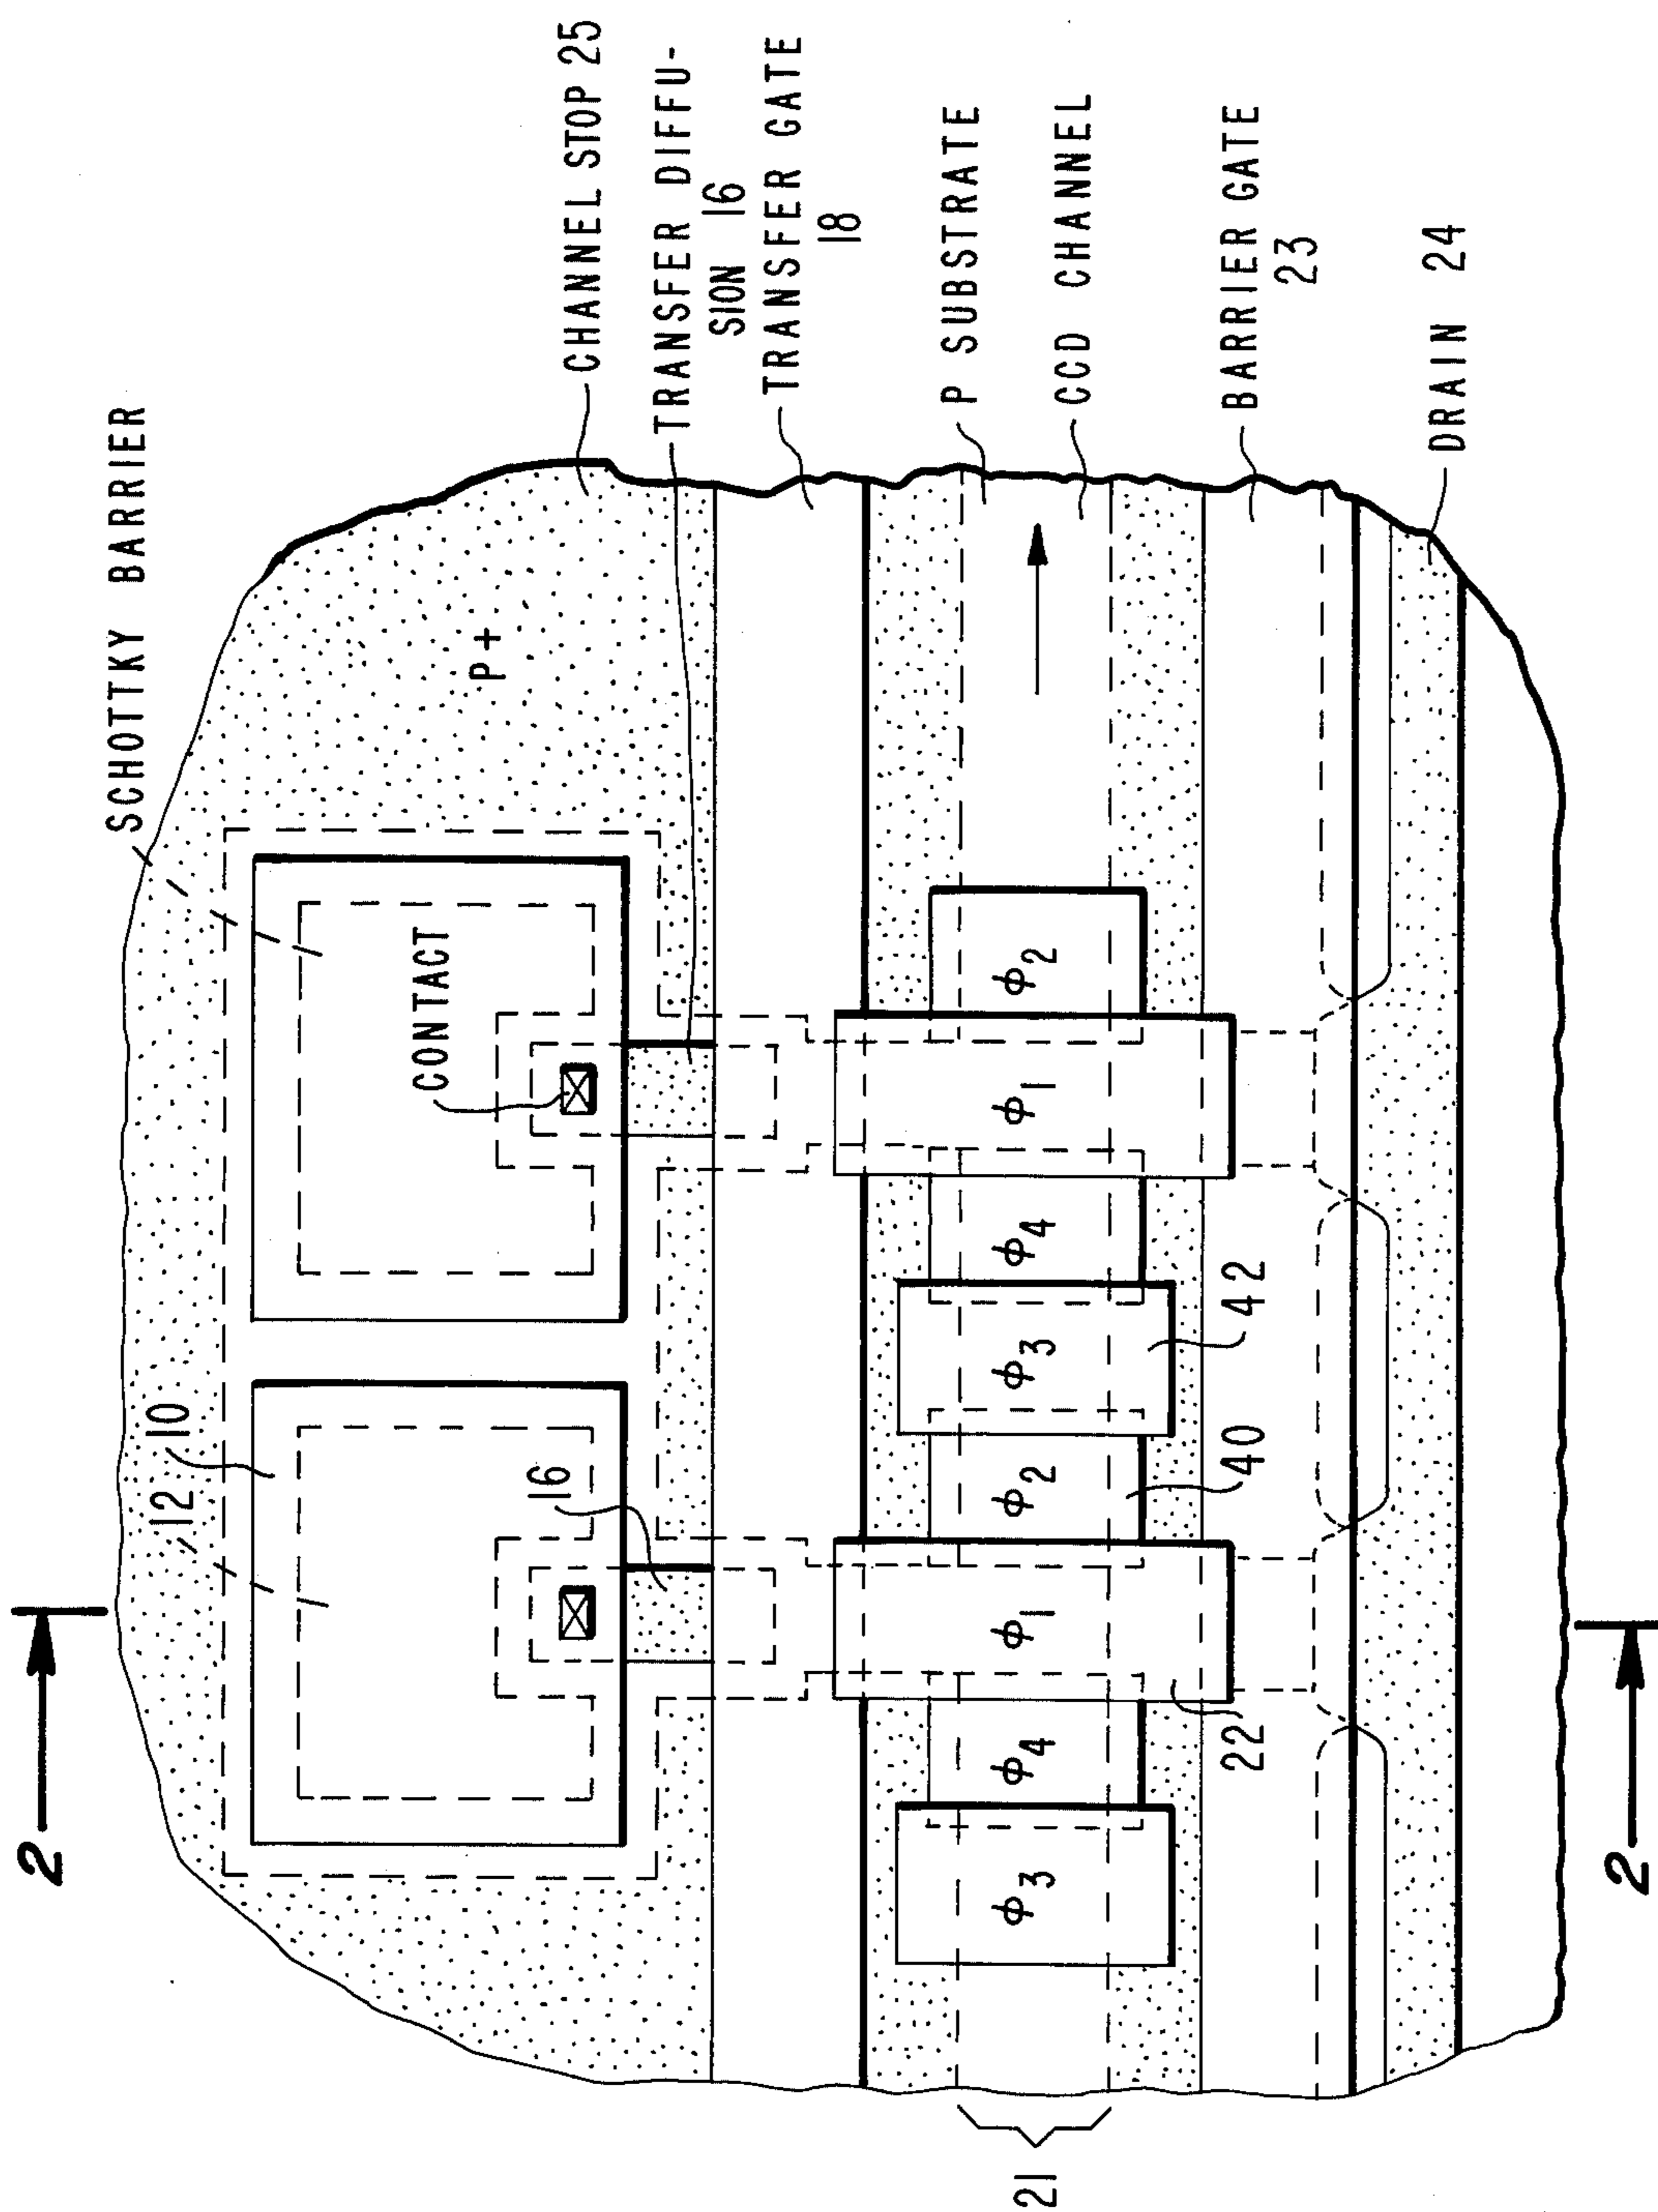 SCHOTTKY BARRIER
CHANNEL STOP 25
TRANSFER DIFFU-
SION 16
TRANSFER GATE
18
P SUBSTRATE
CCD CHANNEL
BARRIER GATE
23
DRAIN 24
P+
CONTACT
10
12
16
2
2
ϕ3
ϕ4
ϕ1
ϕ2
ϕ3
ϕ4
ϕ1
ϕ2
22
40
42
21